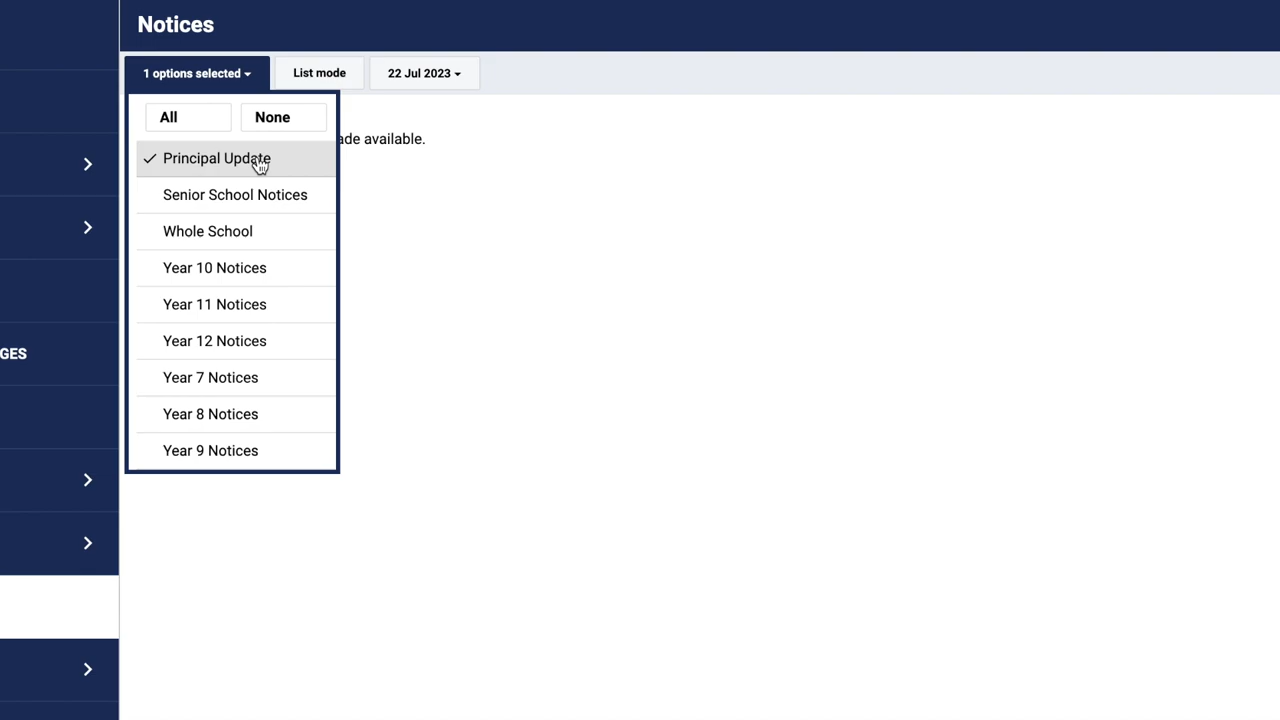 Notices
1 options selected
List mode
22 Jul 2023
All
None
ade available.
Principal Update
Senior School Notices
Whole School
Year 10 Notices
Year 11 Notices
Year 12 Notices
GES
Year 7 Notices
Year 8 Notices
Year 9 Notices